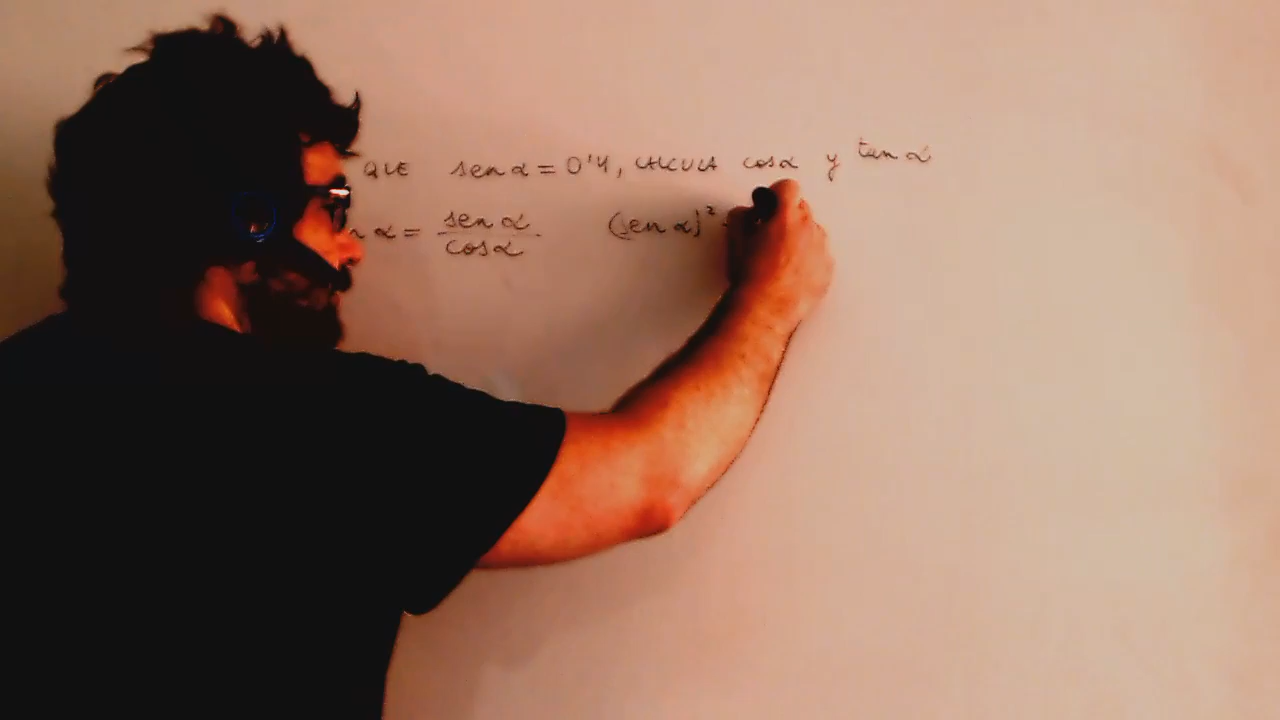 QUE sen α = 0'4, CALCULA cos α y tan α
n α = sen α / cos α (sen α)²